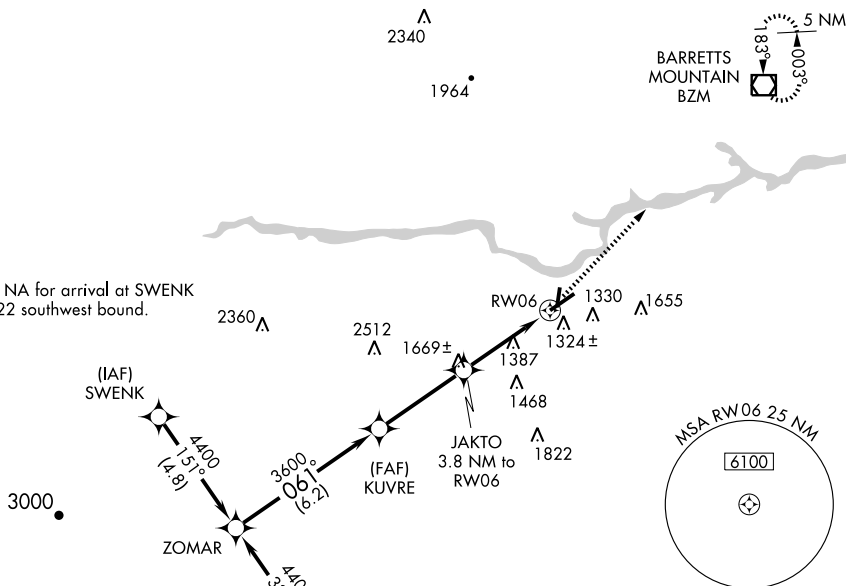 2340
1964
5 NM
183°
003°
BARRETTS
MOUNTAIN
BZM
NA for arrival at SWENK
22 southwest bound.
RW06
1330
1655
2360
2512
1669±
1387
1324±
(IAF)
SWENK
1468
4400
151°
(4.8)
JAKTO
3.8 NM to
RW06
1822
MSA RW06 25 NM
6100
3600
061°
(6.2)
(FAF)
KUVRE
3000
ZOMAR